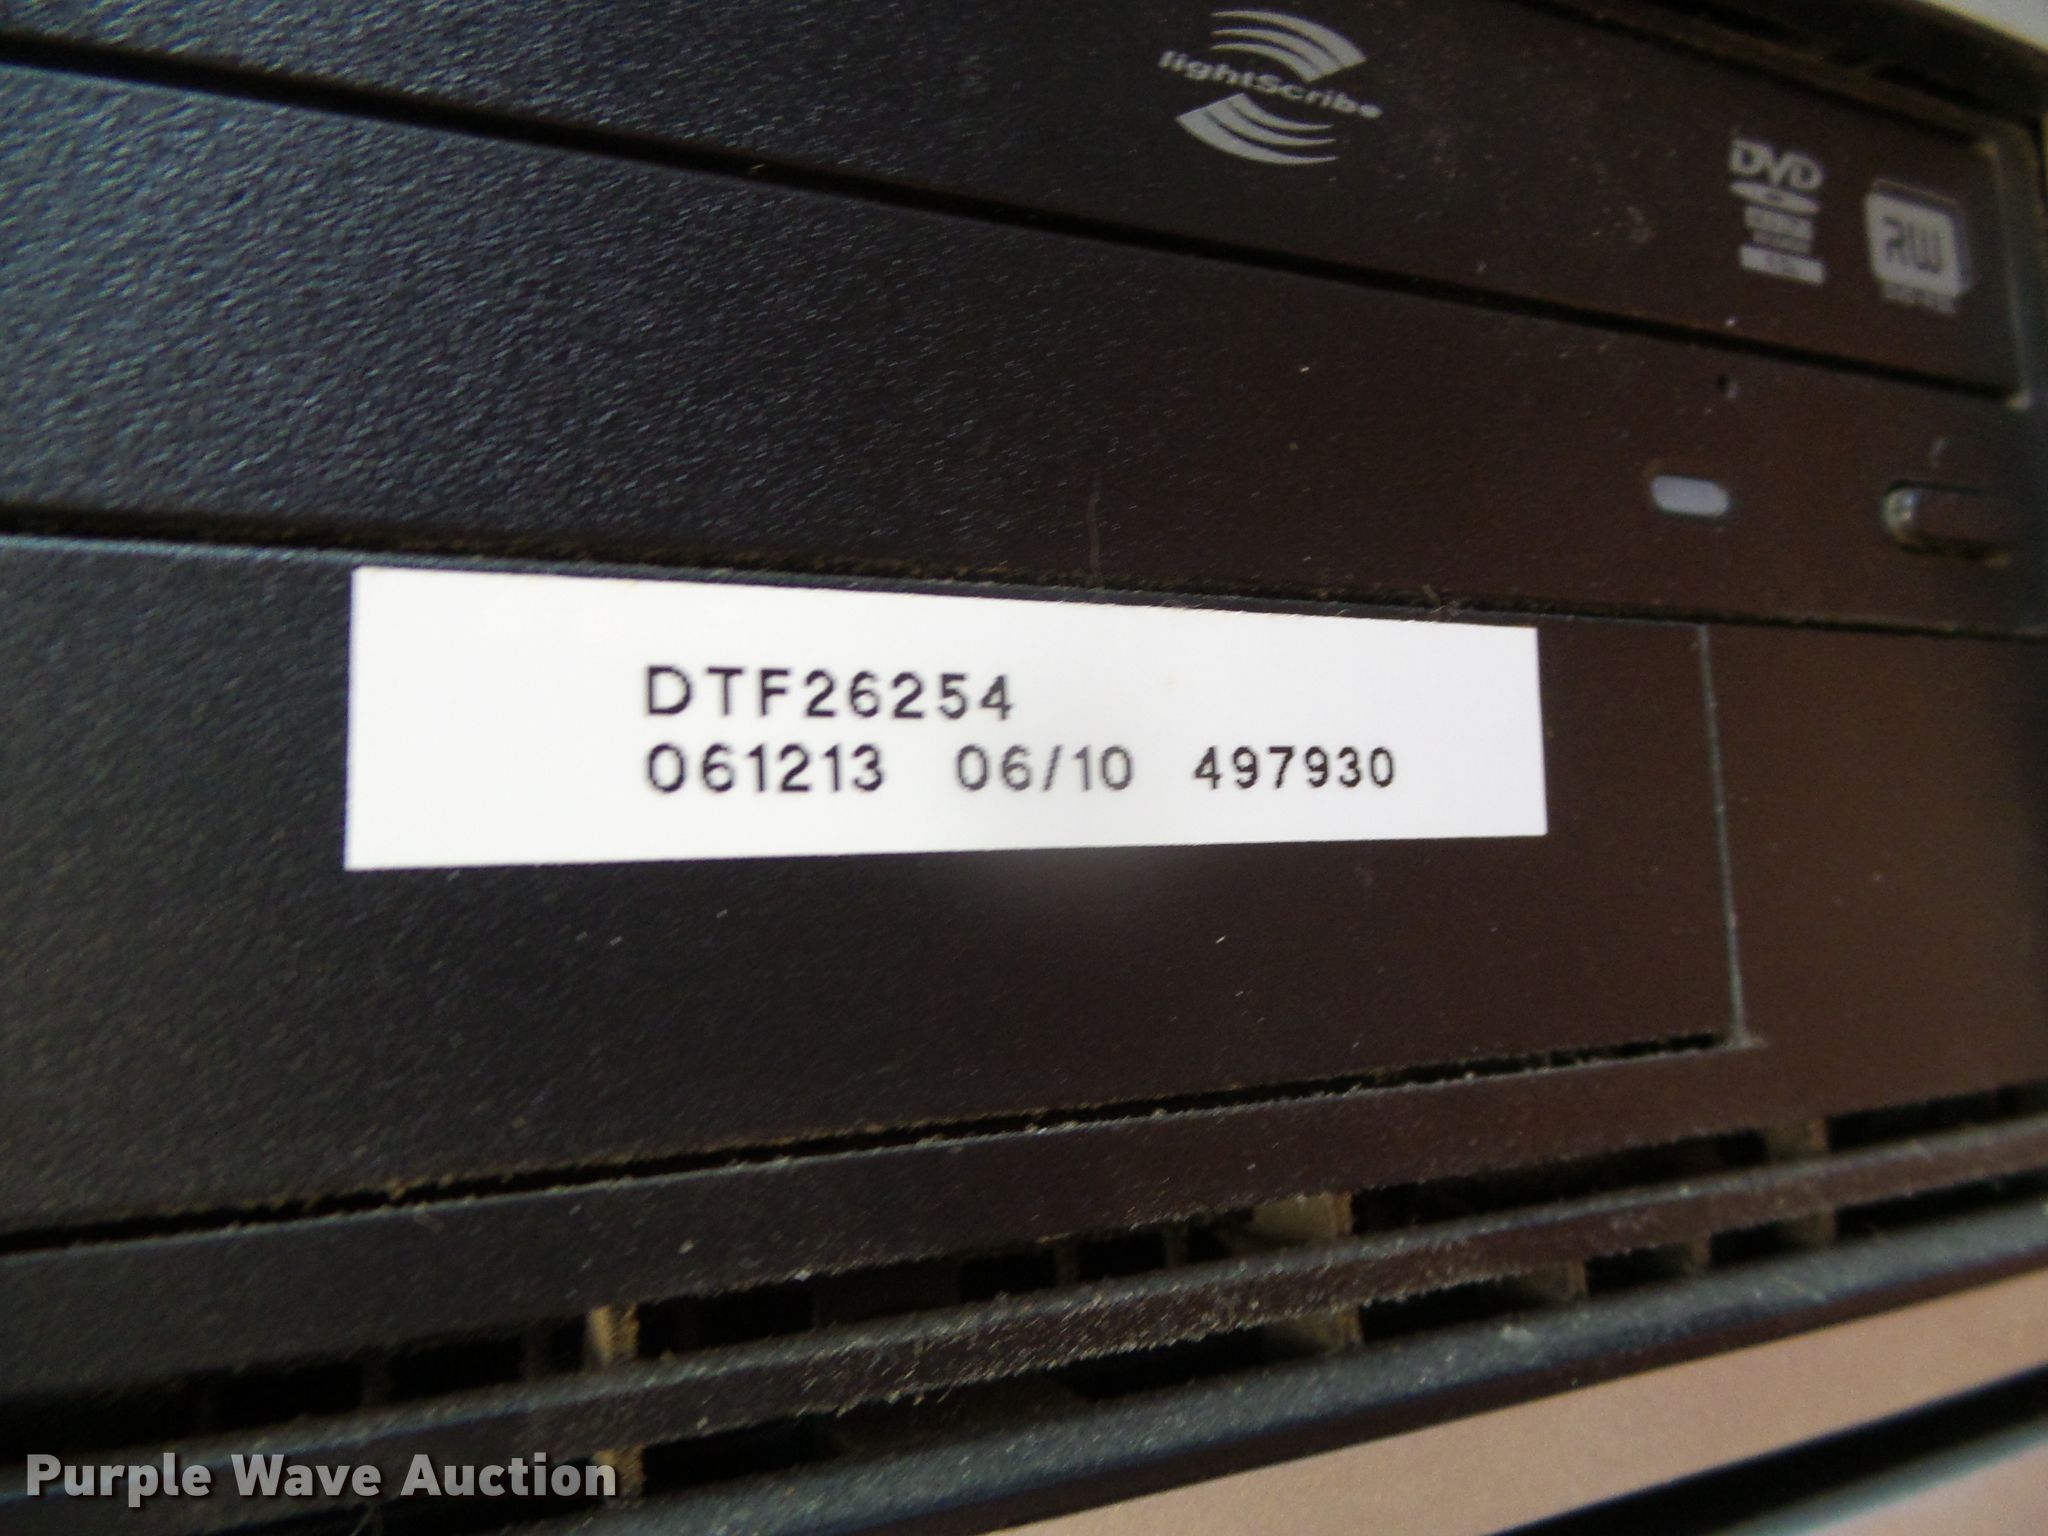 lightScribe
DVD
RW
DTF26254
061213 06/10 497930
Purple Wave Auction